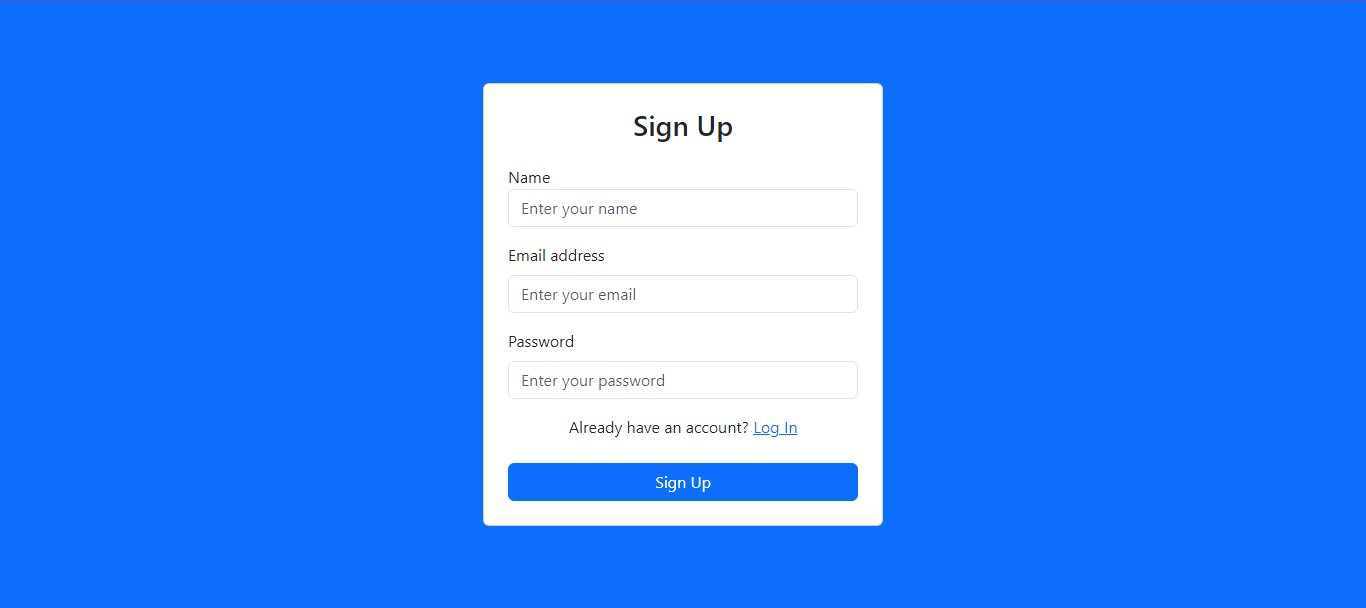 Sign Up
Name
Enter your name
Email address
Enter your email
Password
Enter your password
Already have an account? Log In
Sign Up